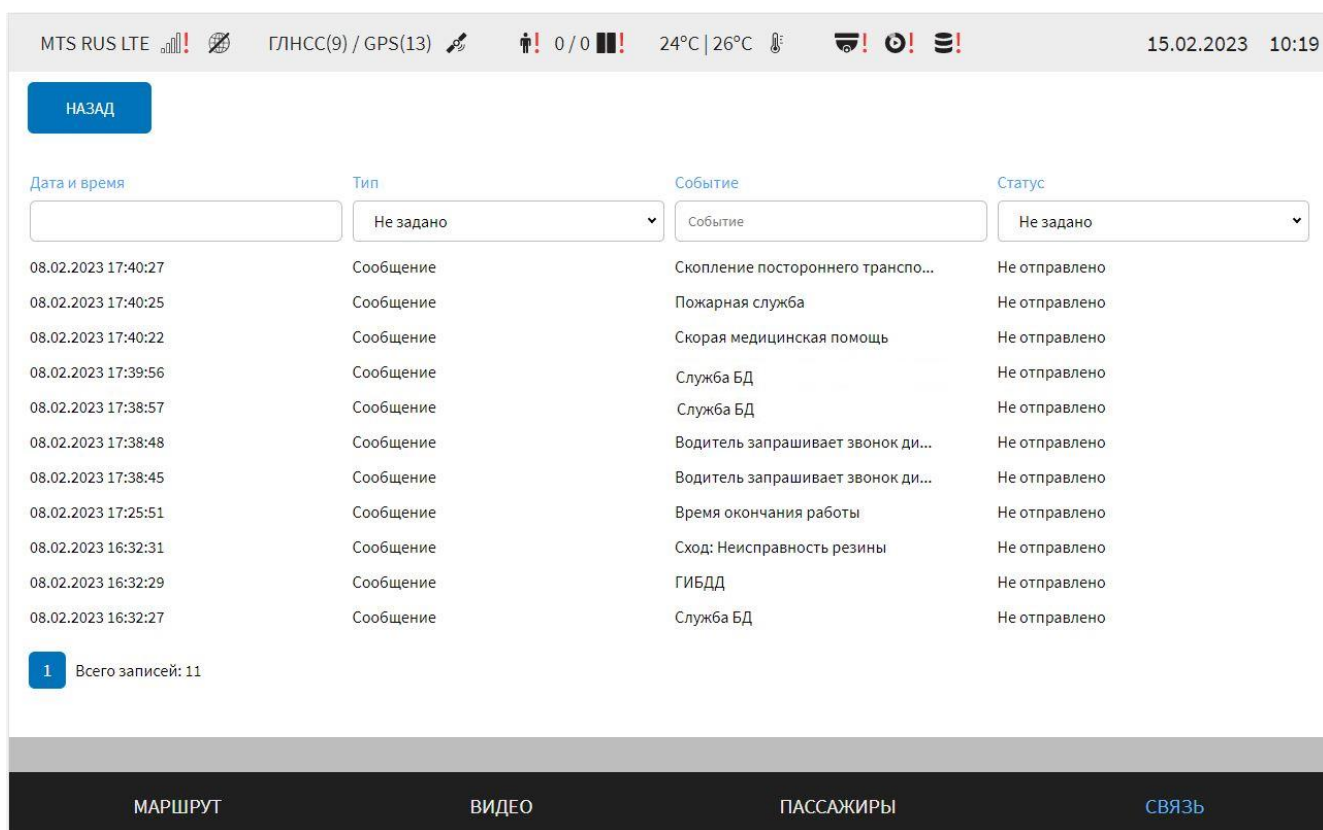 MTS RUS LTE ! ГЛНСС(9) / GPS(13) ! 0 / 0 ! 24°C | 26°C ! ! ! 15.02.2023 10:19
НАЗАД
Дата и время Тип Событие Статус
Не задано Событие Не задано
08.02.2023 17:40:27 Сообщение Скопление постороннего транспо... Не отправлено
08.02.2023 17:40:25 Сообщение Пожарная служба Не отправлено
08.02.2023 17:40:22 Сообщение Скорая медицинская помощь Не отправлено
08.02.2023 17:39:56 Сообщение Служба БД Не отправлено
08.02.2023 17:38:57 Сообщение Служба БД Не отправлено
08.02.2023 17:38:48 Сообщение Водитель запрашивает звонок ди... Не отправлено
08.02.2023 17:38:45 Сообщение Водитель запрашивает звонок ди... Не отправлено
08.02.2023 17:25:51 Сообщение Время окончания работы Не отправлено
08.02.2023 16:32:31 Сообщение Сход: Неисправность резины Не отправлено
08.02.2023 16:32:29 Сообщение ГИБДД Не отправлено
08.02.2023 16:32:27 Сообщение Служба БД Не отправлено
1 Всего записей: 11
МАРШРУТ ВИДЕО ПАССАЖИРЫ СВЯЗЬ